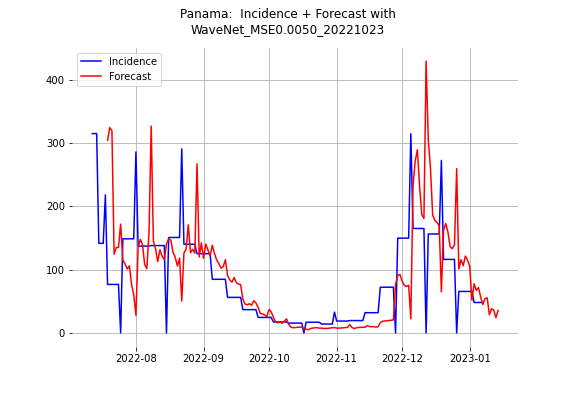 Panama:  Incidence + Forecast with
WaveNet_MSE0.0050_20221023
Incidence
Forecast
400
300
200
100
0
2022-08
2022-09
2022-10
2022-11
2022-12
2023-01